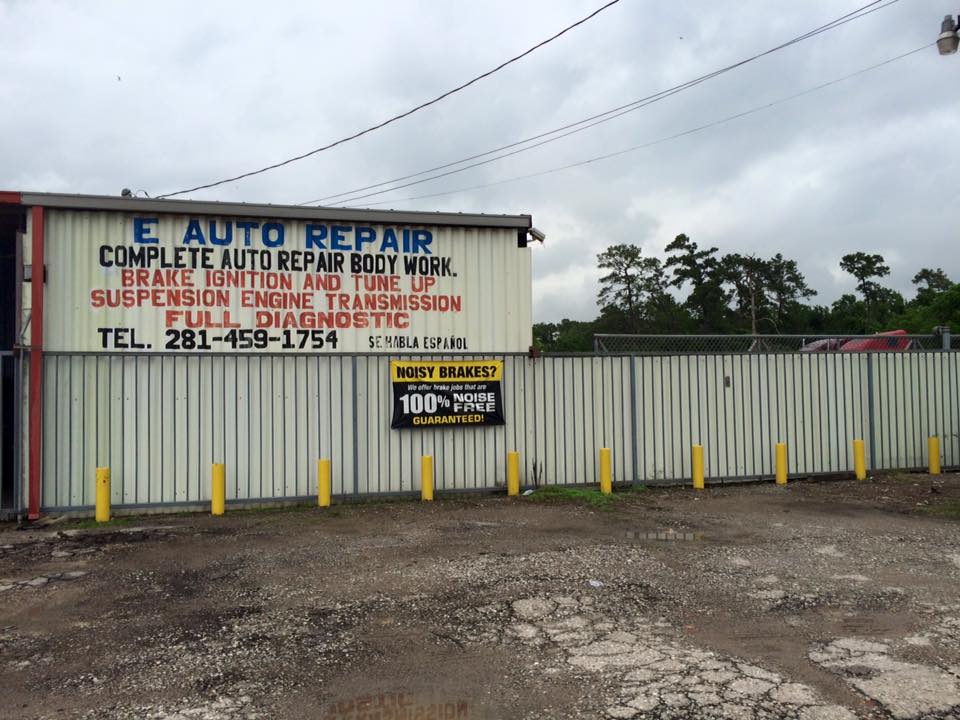 E AUTO REPAIR
COMPLETE AUTO REPAIR BODY WORK.
BRAKE IGNITION AND TUNE UP
SUSPENSION ENGINE TRANSMISSION
FULL DIAGNOSTIC
TEL. 281-459-1754 SE HABLA ESPAÑOL
NOISY BRAKES?
We offer brake jobs that are
100% NOISE FREE
GUARANTEED!